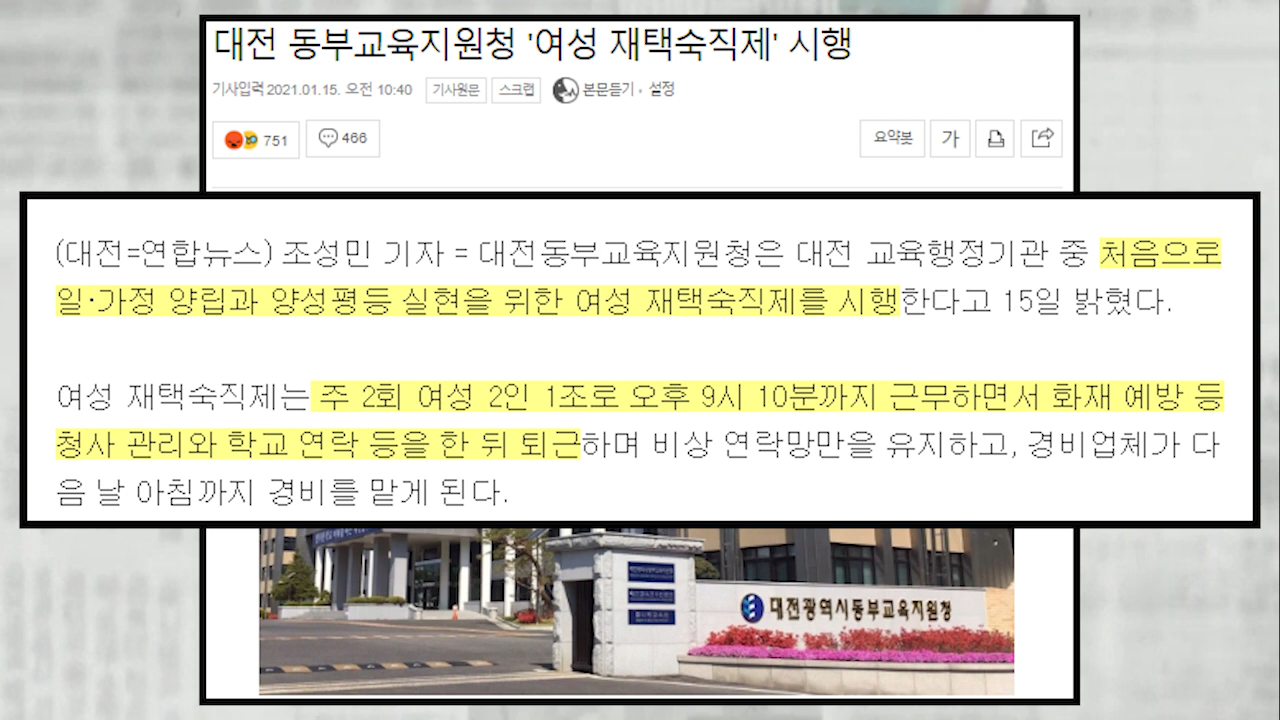 대전 동부교육지원청 '여성 재택숙직제' 시행
기사입력 2021.01.15. 오전 10:40 기사원문 스크랩 본문듣기 · 설정
751 466 요약봇 가
(대전=연합뉴스) 조성민 기자 = 대전동부교육지원청은 대전 교육행정기관 중 처음으로
일·가정 양립과 양성평등 실현을 위한 여성 재택숙직제를 시행한다고 15일 밝혔다.
여성 재택숙직제는 주 2회 여성 2인 1조로 오후 9시 10분까지 근무하면서 화재 예방 등
청사 관리와 학교 연락 등을 한 뒤 퇴근하며 비상 연락망만을 유지하고, 경비업체가 다
음 날 아침까지 경비를 맡게 된다.
대전광역시동부교육지원청